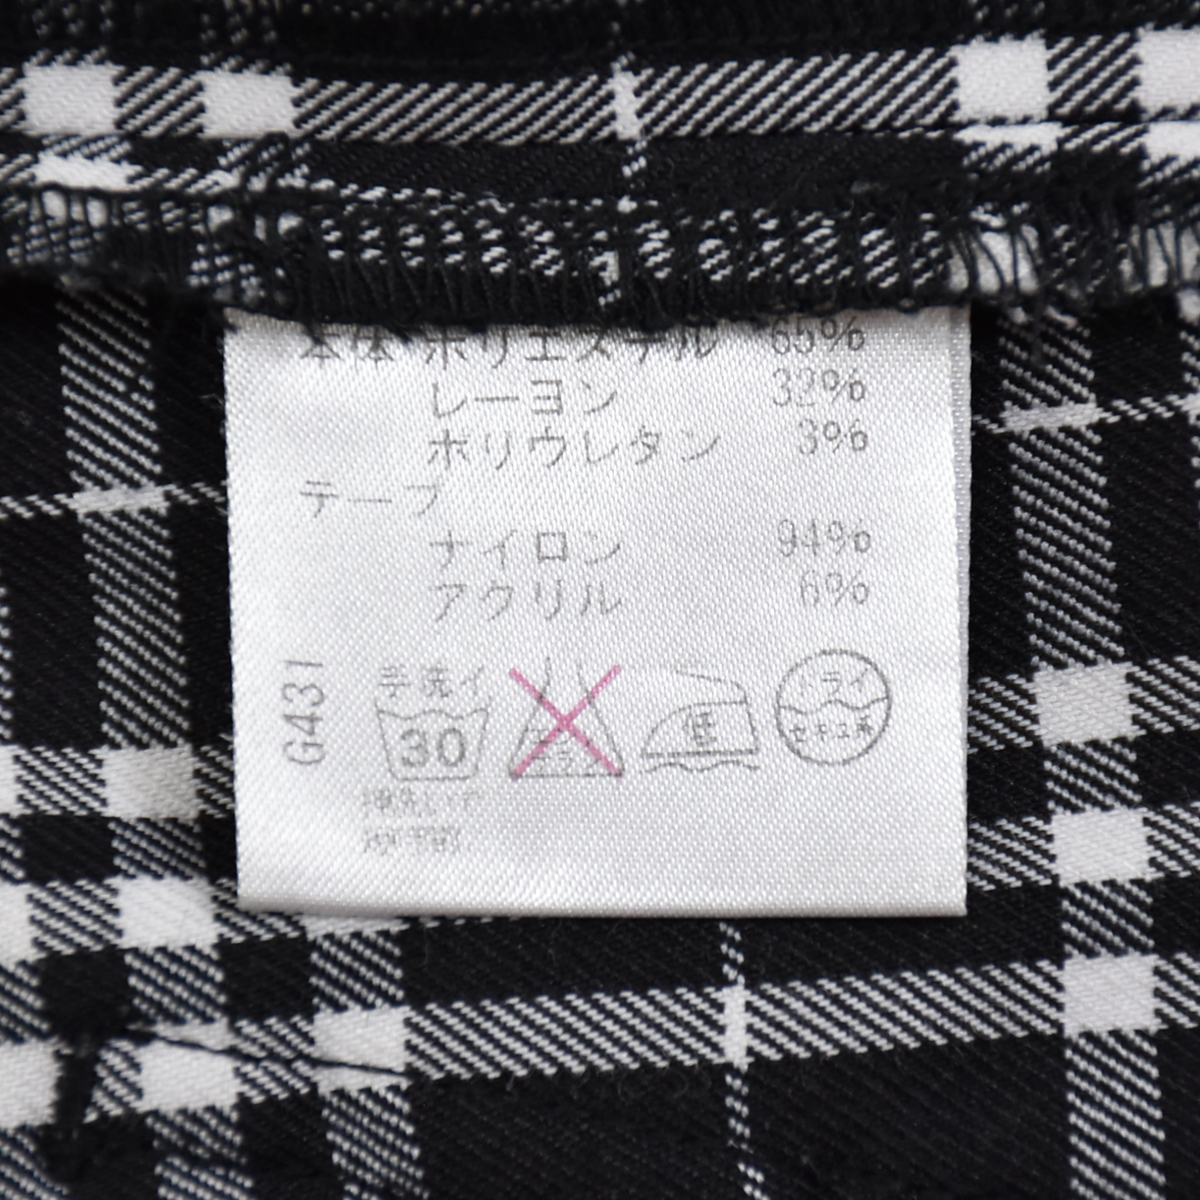 本体 ポリエステル 65%
レーヨン 32%
ポリウレタン 3%
テープ
ナイロン 94%
アクリル 6%
G431
手洗イ
30
低
ドライ
セキユ系